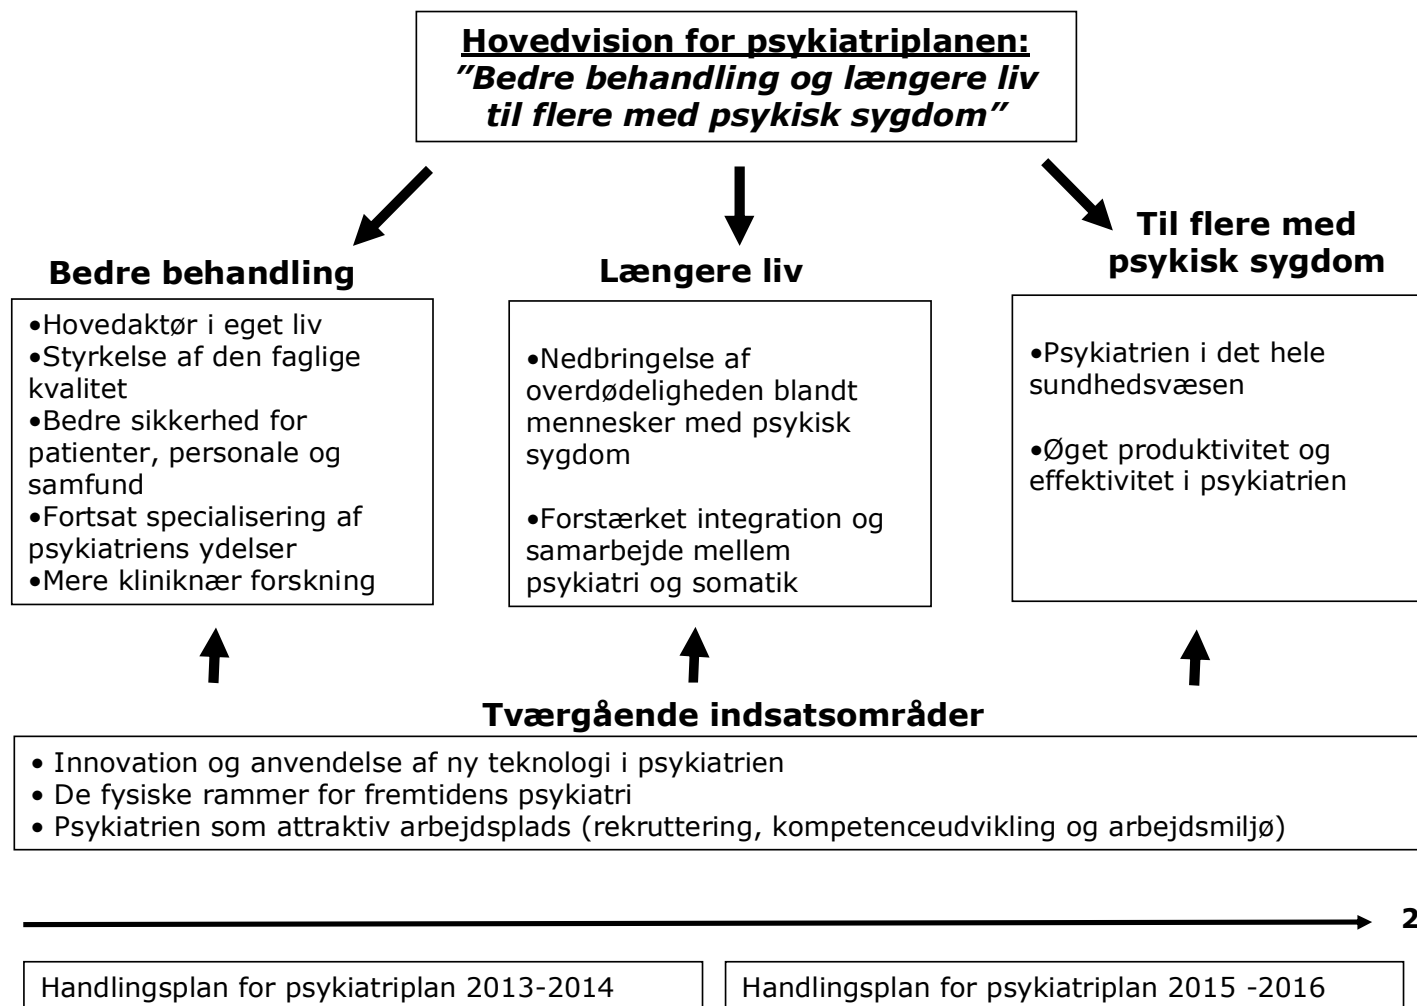 Hovedvision for psykiatriplanen:
”Bedre behandling og længere liv
til flere med psykisk sygdom”
Bedre behandling
•Hovedaktør i eget liv
•Styrkelse af den faglige
kvalitet
•Bedre sikkerhed for
patienter, personale og
samfund
•Fortsat specialisering af
psykiatriens ydelser
•Mere kliniknær forskning
Længere liv
•Nedbringelse af
overdødeligheden blandt
mennesker med psykisk
sygdom
•Forstærket integration og
samarbejde mellem
psykiatri og somatik
Til flere med
psykisk sygdom
•Psykiatrien i det hele
sundhedsvæsen
•Øget produktivitet og
effektivitet i psykiatrien
Tværgående indsatsområder
• Innovation og anvendelse af ny teknologi i psykiatrien
• De fysiske rammer for fremtidens psykiatri
• Psykiatrien som attraktiv arbejdsplads (rekruttering, kompetenceudvikling og arbejdsmiljø)
2
Handlingsplan for psykiatriplan 2013-2014
Handlingsplan for psykiatriplan 2015 -2016